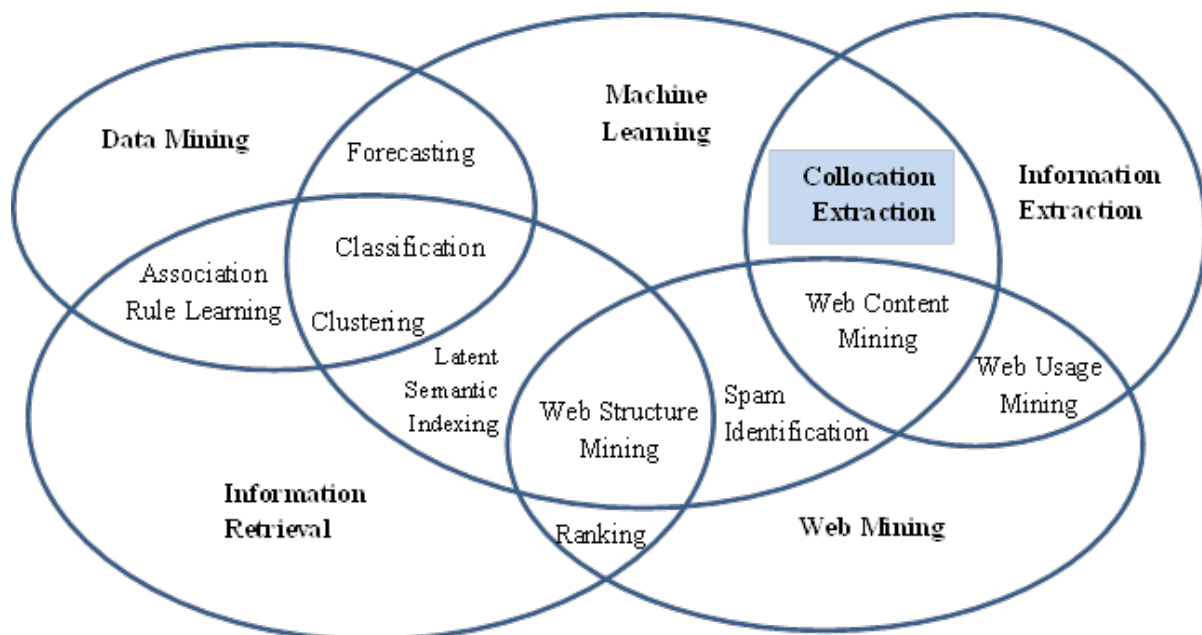 Data Mining
Machine
Learning
Forecasting
Collocation
Extraction
Information
Extraction
Classification
Association
Rule Learning
Clustering
Latent
Semantic
Indexing
Web Content
Mining
Web Usage
Mining
Web Structure
Mining
Spam
Identification
Information
Retrieval
Ranking
Web Mining